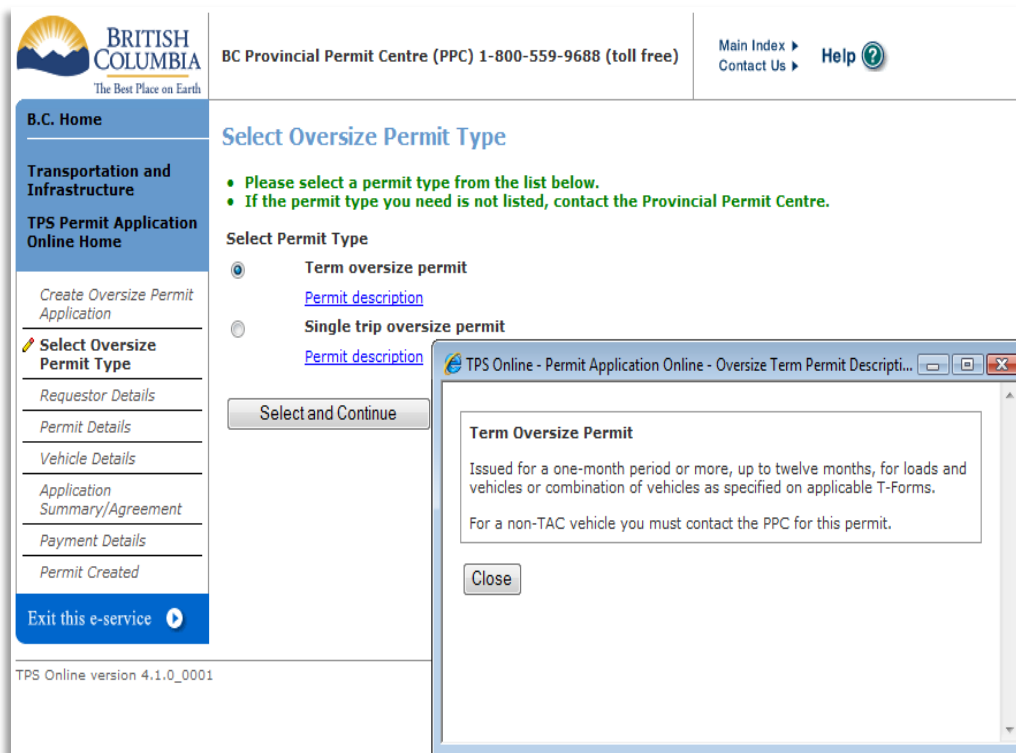 BRITISH
COLUMBIA
The Best Place on Earth
BC Provincial Permit Centre (PPC) 1-800-559-9688 (toll free)
Main Index
Contact Us
Help ?
B.C. Home
Transportation and
Infrastructure
TPS Permit Application
Online Home
Create Oversize Permit
Application
Select Oversize
Permit Type
Requestor Details
Permit Details
Vehicle Details
Application
Summary/Agreement
Payment Details
Permit Created
Exit this e-service
TPS Online version 4.1.0_0001
Select Oversize Permit Type
• Please select a permit type from the list below.
• If the permit type you need is not listed, contact the Provincial Permit Centre.
Select Permit Type
Term oversize permit
Permit description
Single trip oversize permit
Permit description
Select and Continue
TPS Online - Permit Application Online - Oversize Term Permit Descripti...
Term Oversize Permit
Issued for a one-month period or more, up to twelve months, for loads and
vehicles or combination of vehicles as specified on applicable T-Forms.
For a non-TAC vehicle you must contact the PPC for this permit.
Close